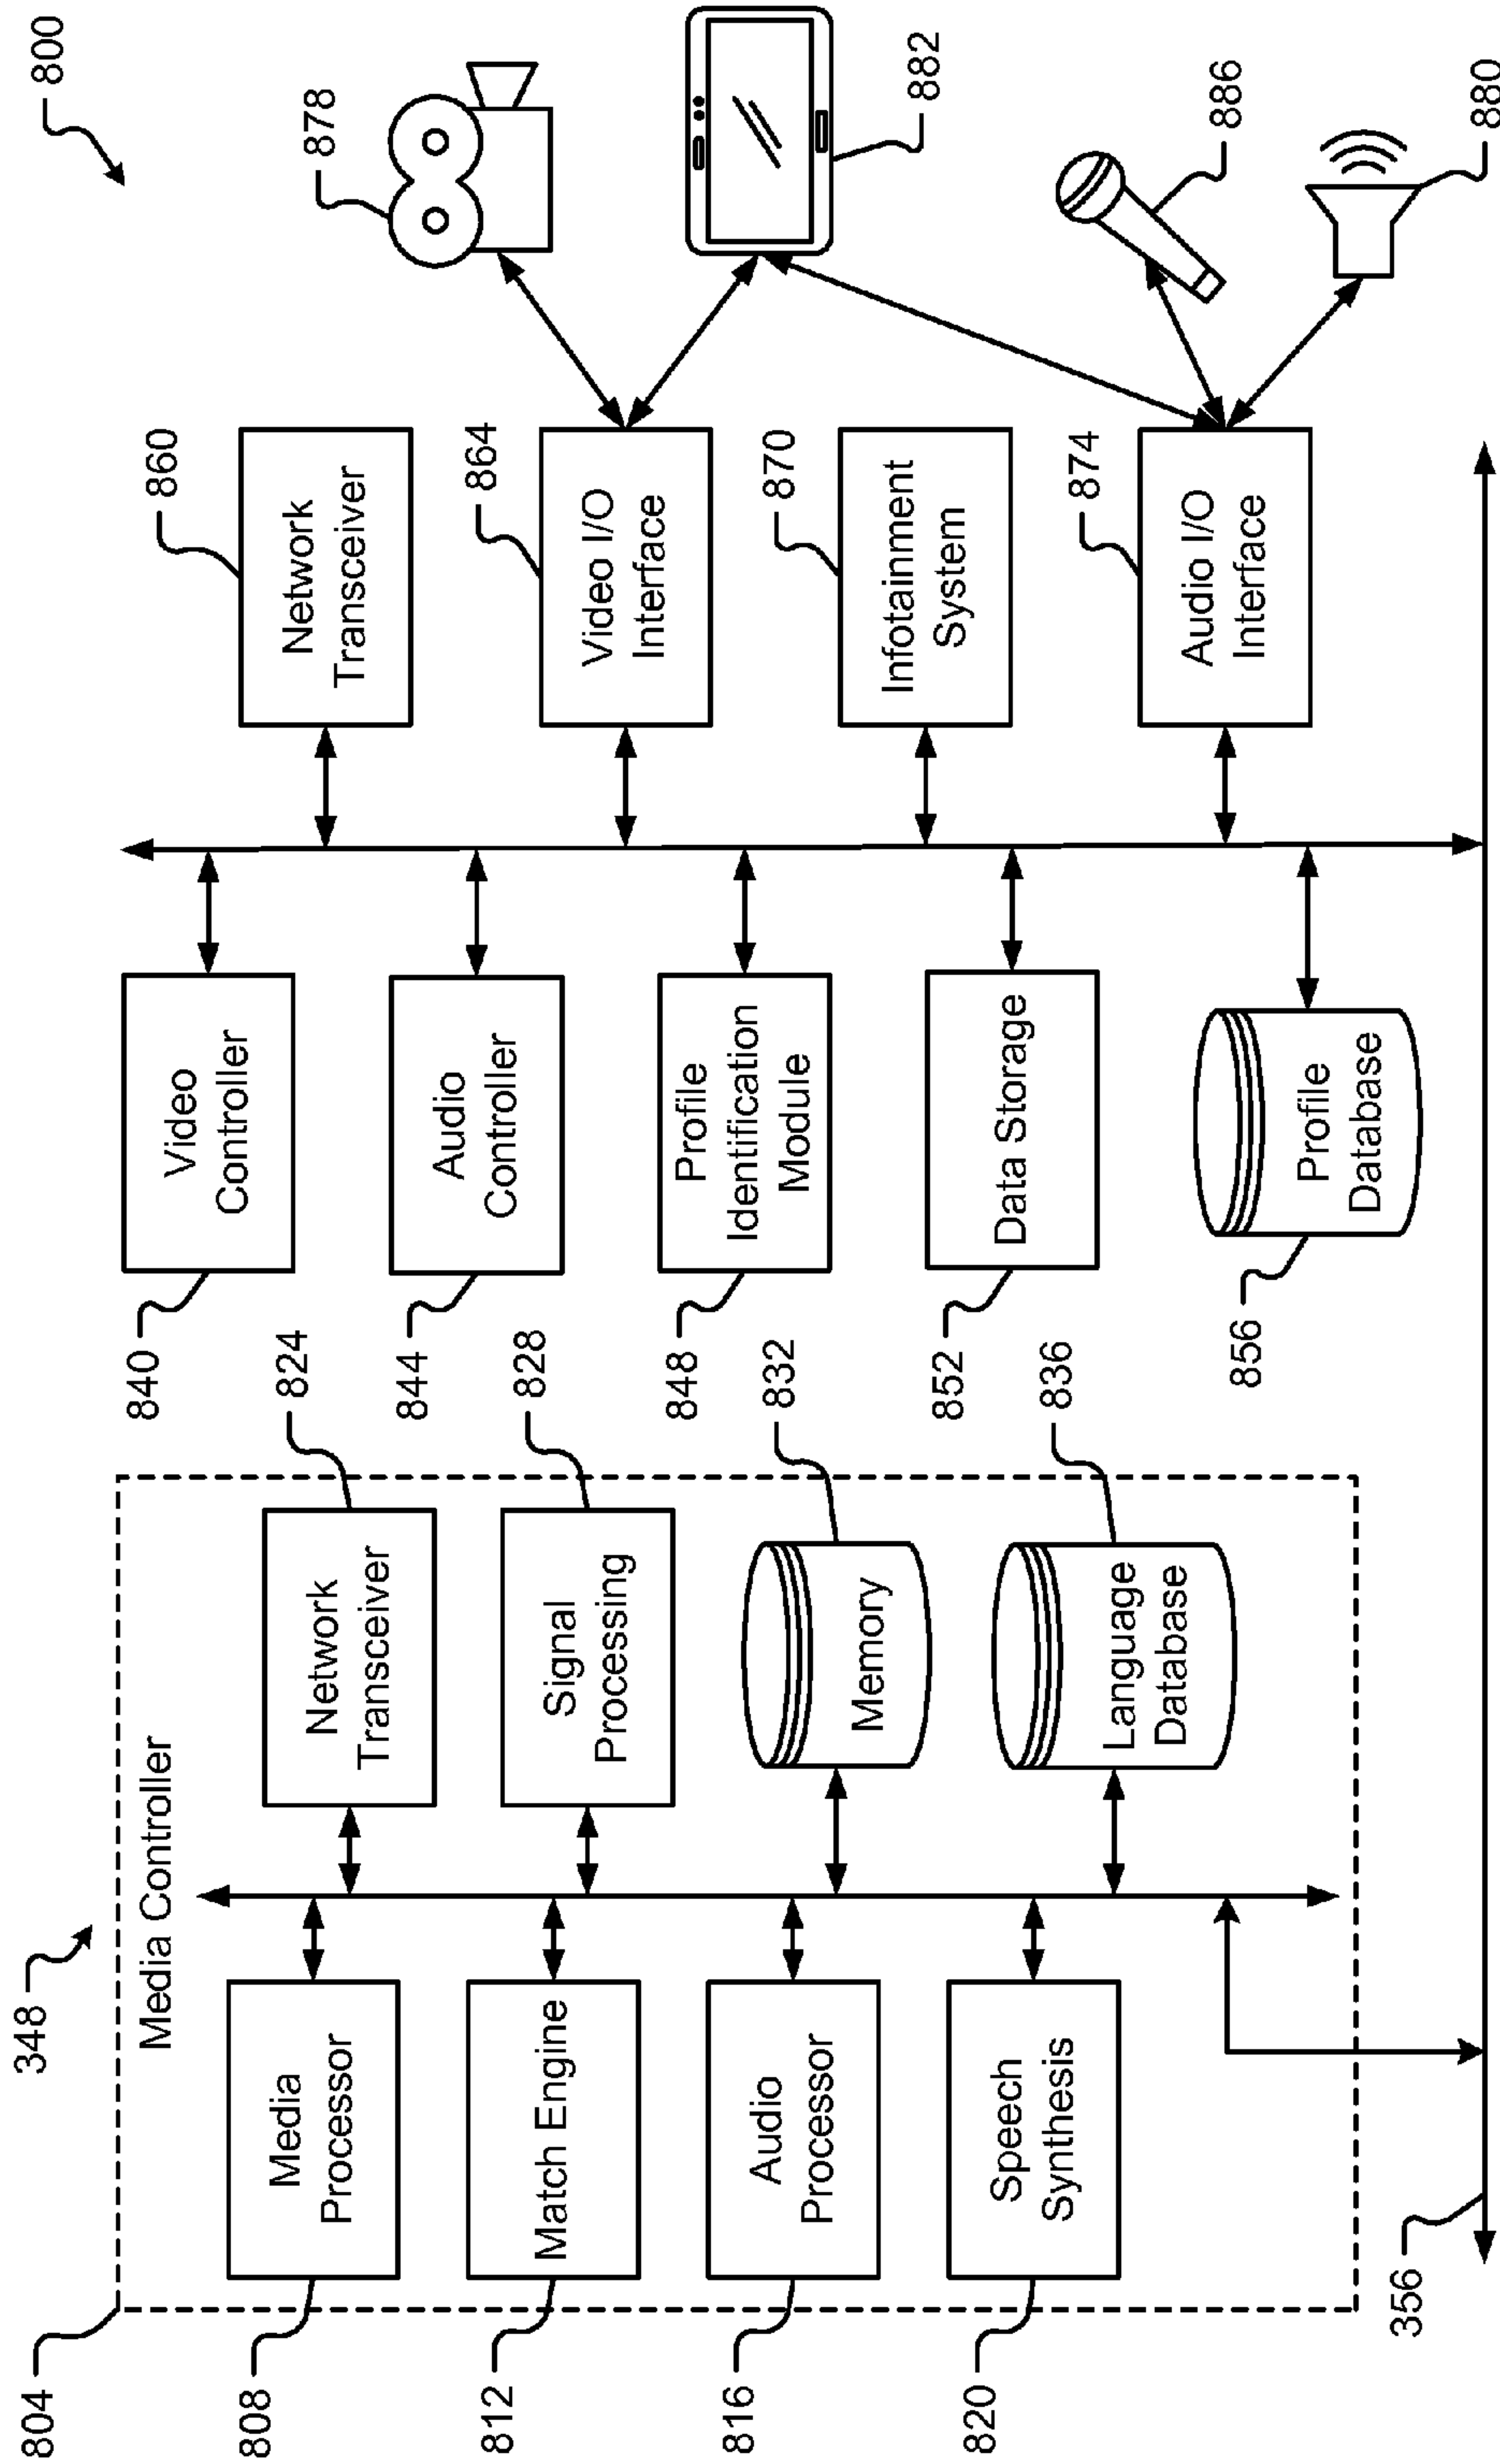 800
348
804
Media Controller
808
Media
Processor
812
Match Engine
816
Audio
Processor
820
Speech
Synthesis
824
Network
Transceiver
828
Signal
Processing
832
Memory
836
Language
Database
840
Video
Controller
844
Audio
Controller
848
Profile
Identification
Module
852
Data Storage
856
Profile
Database
860
Network
Transceiver
864
Video I/O
Interface
870
Infotainment
System
874
Audio I/O
Interface
878
882
886
880
356